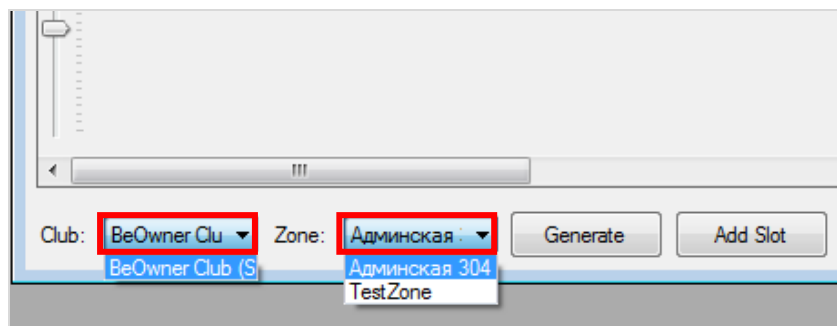 Club: BeOwner Clu Zone: Админская Generate Add Slot
BeOwner Club (S Админская 304
TestZone